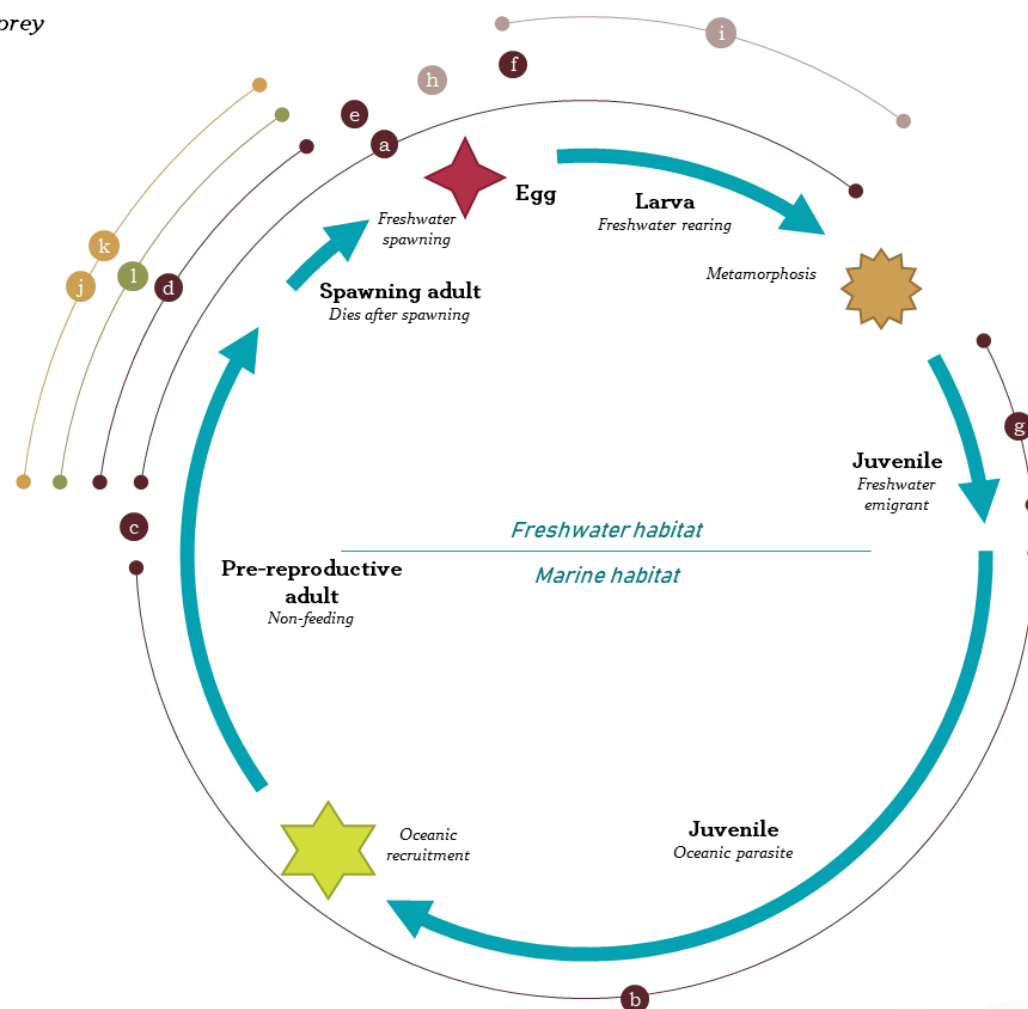 i
f
h
e
a
Egg
Larva
Freshwater rearing
Freshwater
spawning
k
l
j
d
Metamorphosis
Spawning adult
Dies after spawning
g
Juvenile
Freshwater
emigrant
c
Freshwater habitat
Marine habitat
Pre-reproductive
adult
Non-feeding
Oceanic
recruitment
Juvenile
Oceanic parasite
b